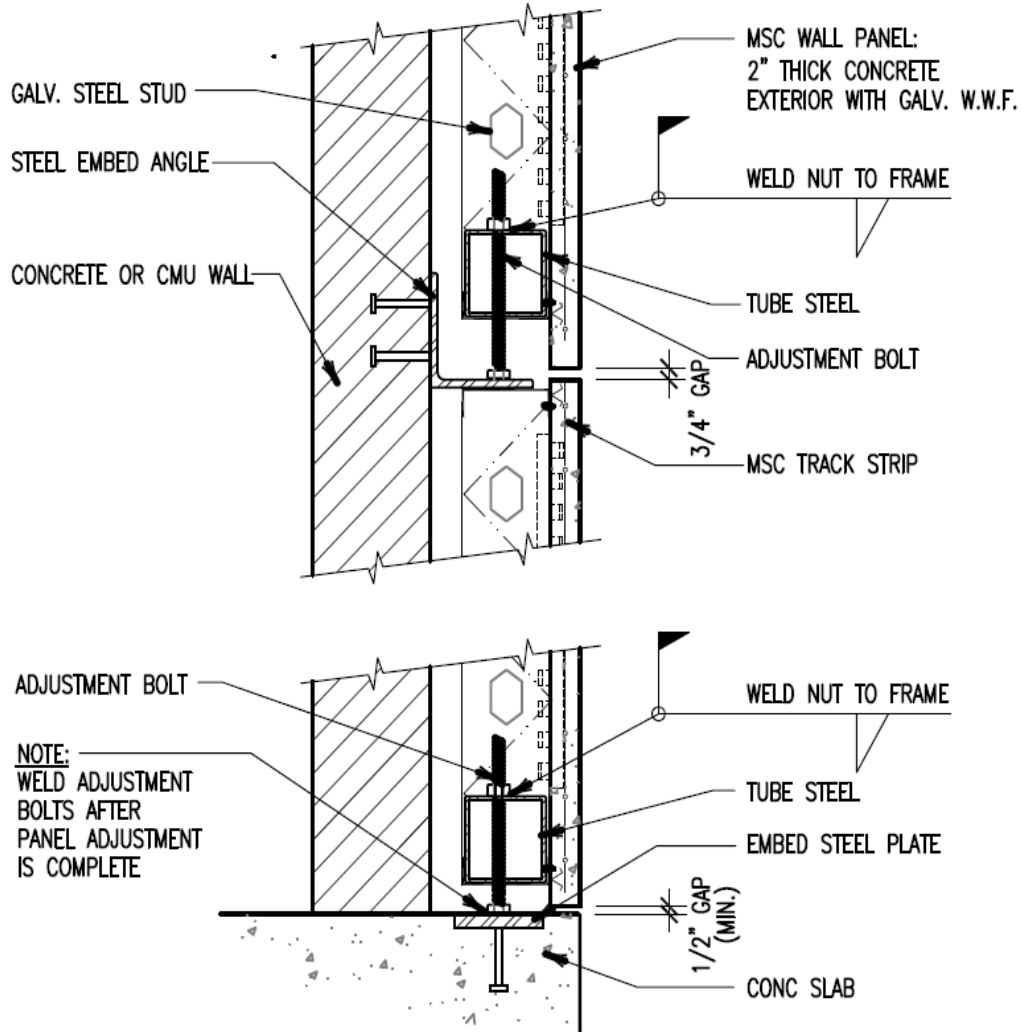 MSC WALL PANEL:
2" THICK CONCRETE
EXTERIOR WITH GALV. W.W.F.
GALV. STEEL STUD
STEEL EMBED ANGLE
WELD NUT TO FRAME
CONCRETE OR CMU WALL
TUBE STEEL
ADJUSTMENT BOLT
3/4" GAP
MSC TRACK STRIP
ADJUSTMENT BOLT
WELD NUT TO FRAME
NOTE:
WELD ADJUSTMENT
BOLTS AFTER
PANEL ADJUSTMENT
IS COMPLETE
TUBE STEEL
EMBED STEEL PLATE
1/2" GAP
(MIN.)
CONC SLAB